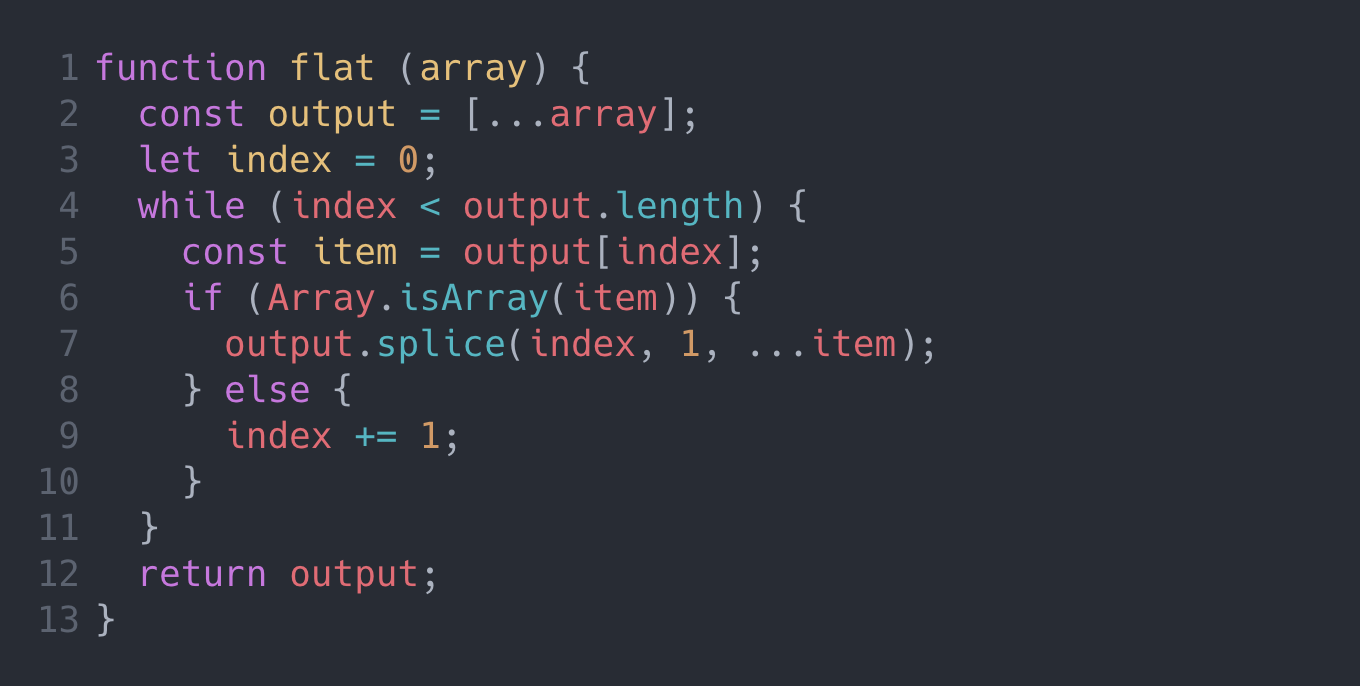 1 function flat (array) {
2   const output = [...array];
3   let index = 0;
4   while (index < output.length) {
5     const item = output[index];
6     if (Array.isArray(item)) {
7       output.splice(index, 1, ...item);
8     } else {
9       index += 1;
10     }
11   }
12   return output;
13 }